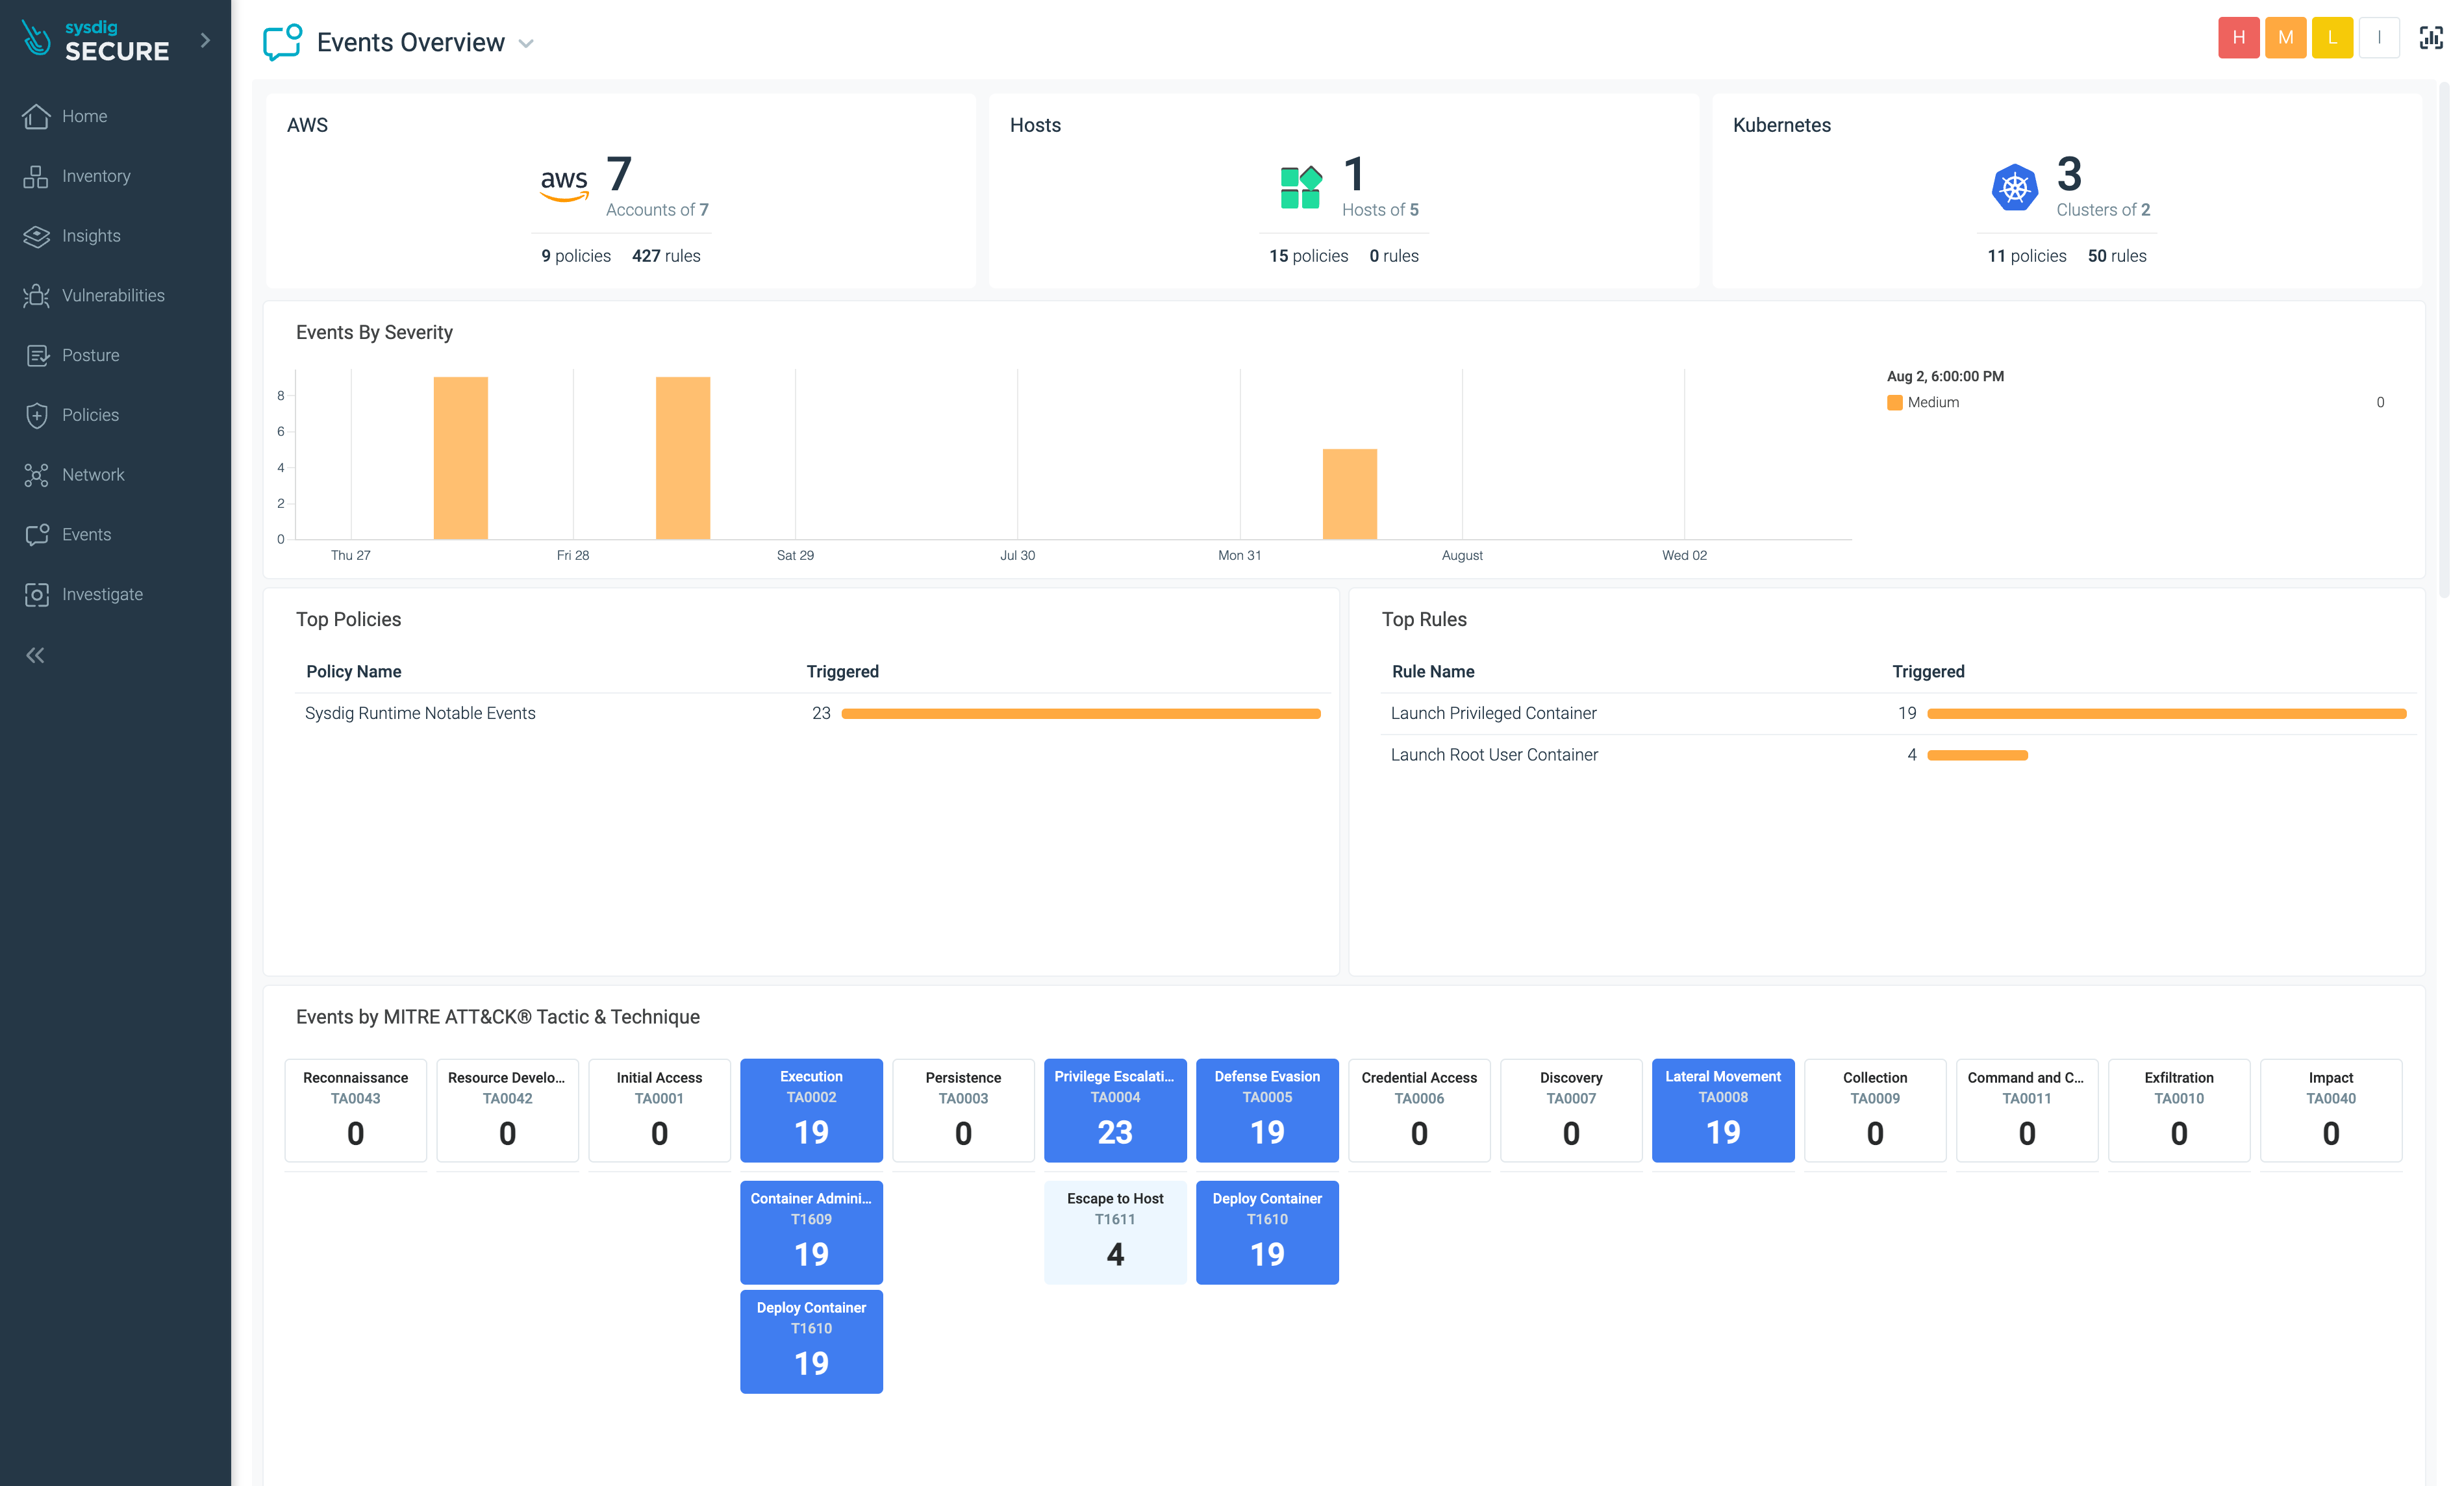 sysdig
SECURE
Home
Inventory
Insights
Vulnerabilities
Posture
Policies
Network
Events
Investigate
Events Overview
H M L I
AWS
aws 7
Accounts of 7
9 policies 427 rules
Hosts
1
Hosts of 5
15 policies 0 rules
Kubernetes
3
Clusters of 2
11 policies 50 rules
Events By Severity
8
6
4
2
0
Thu 27 Fri 28 Sat 29 Jul 30 Mon 31 August Wed 02
Aug 2, 6:00:00 PM
Medium 0
Top Policies
Policy Name Triggered
Sysdig Runtime Notable Events 23
Top Rules
Rule Name Triggered
Launch Privileged Container 19
Launch Root User Container 4
Events by MITRE ATT&CK® Tactic & Technique
Reconnaissance
TA0043
0
Resource Develo...
TA0042
0
Initial Access
TA0001
0
Execution
TA0002
19
Persistence
TA0003
0
Privilege Escalati...
TA0004
23
Defense Evasion
TA0005
19
Credential Access
TA0006
0
Discovery
TA0007
0
Lateral Movement
TA0008
19
Collection
TA0009
0
Command and C...
TA0011
0
Exfiltration
TA0010
0
Impact
TA0040
0
Container Admini...
T1609
19
Escape to Host
T1611
4
Deploy Container
T1610
19
Deploy Container
T1610
19